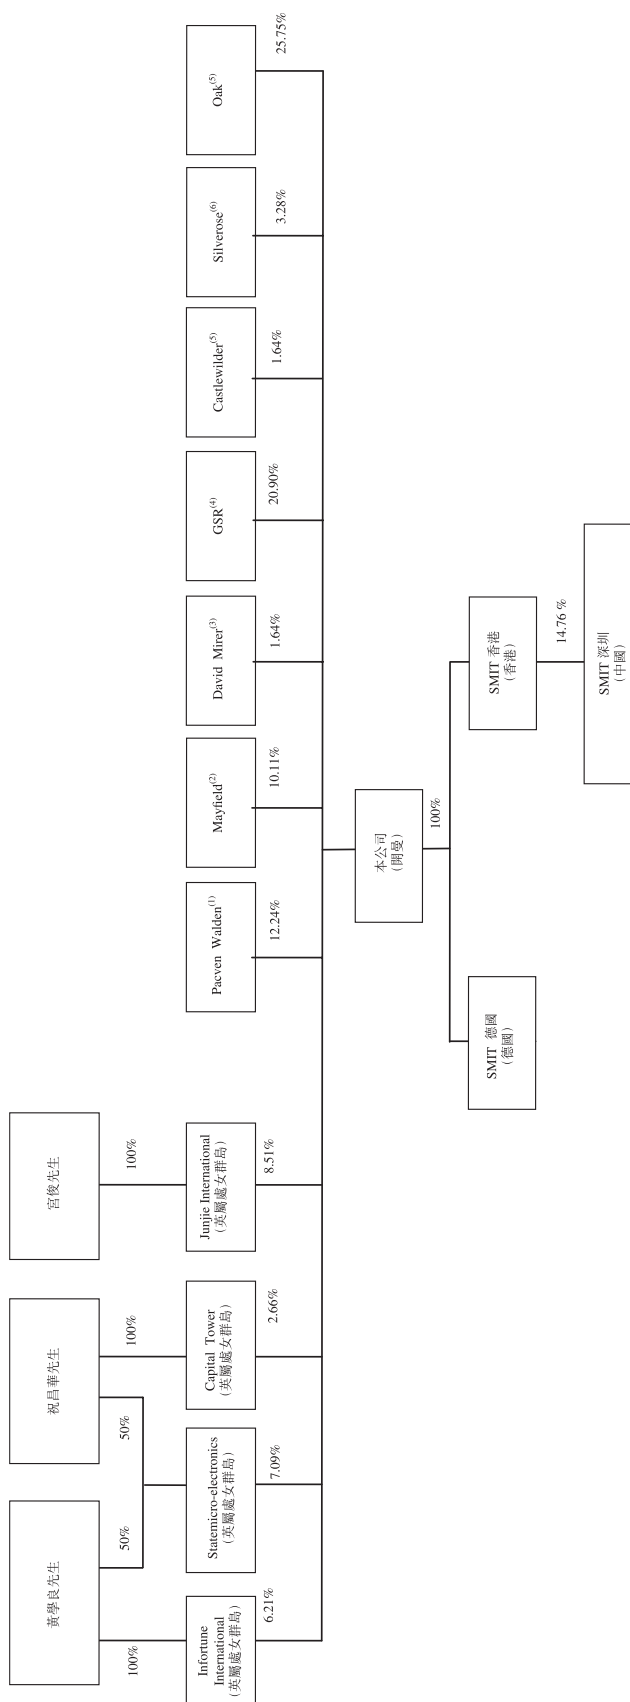 黃學良先生
祝昌華先生
宮俊先生
100%
50%
50%
100%
100%
Infortune
International
(英屬處女群島)
Statemicro-electronics
(英屬處女群島)
Capital Tower
(英屬處女群島)
Junjie International
(英屬處女群島)
Pacven Walden(1)
Mayfield(2)
David Mirer(3)
GSR(4)
Castlewilder(5)
Silverose(6)
Oak(5)
6.21%
7.09%
2.66%
8.51%
12.24%
10.11%
1.64%
20.90%
1.64%
3.28%
25.75%
本公司
(開曼)
100%
SMIT 德國
(德國)
SMIT 香港
(香港)
14.76 %
SMIT 深圳
(中國)